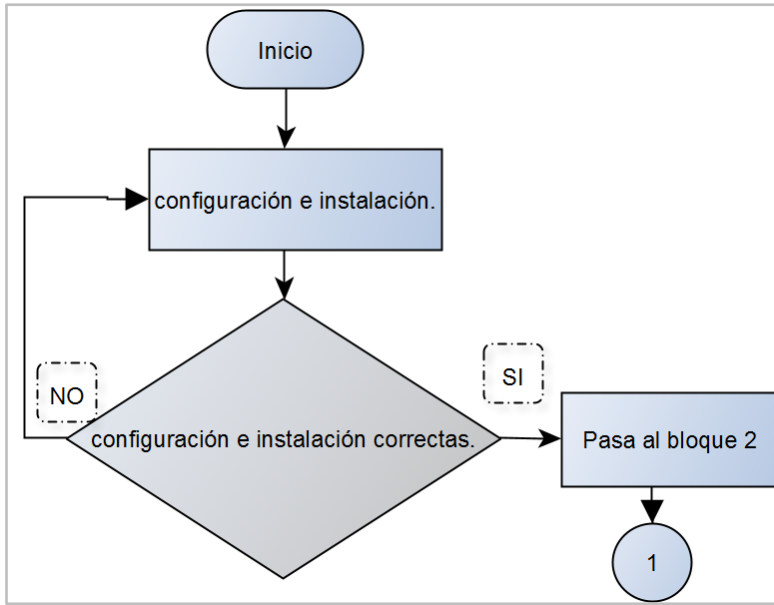 Inicio
configuración e instalación.
NO
SI
configuración e instalación correctas.
Pasa al bloque 2
1